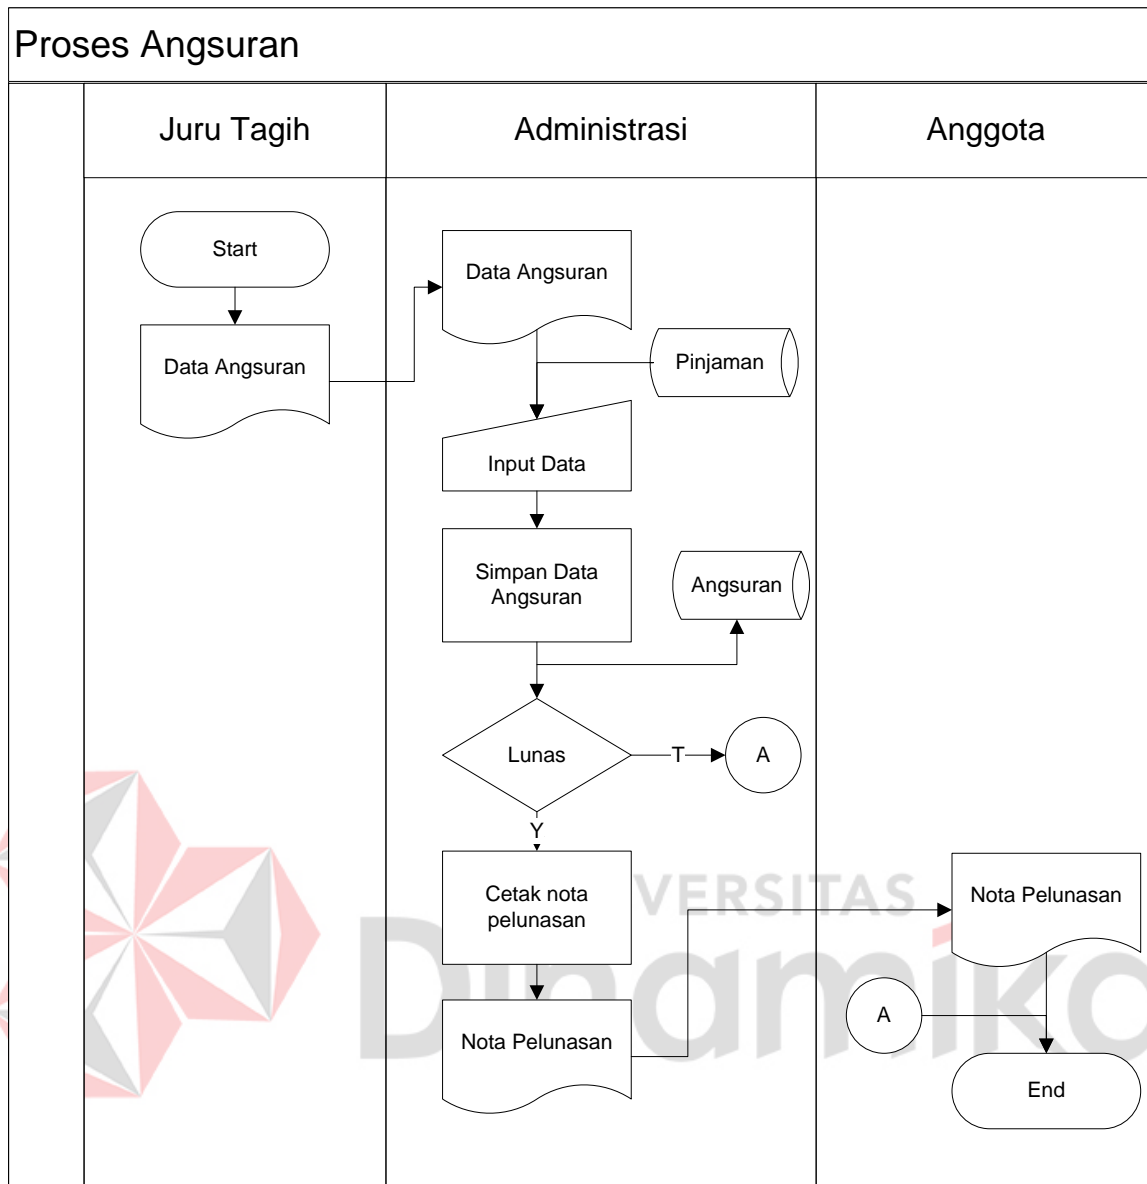 Proses Angsuran
Juru Tagih
Administrasi
Anggota
Start
Data Angsuran
Data Angsuran
Pinjaman
Input Data
Simpan Data
Angsuran
Angsuran
Lunas
T
A
Y
Cetak nota
pelunasan
VERSITAS
Dinamika
Nota Pelunasan
Nota Pelunasan
A
End